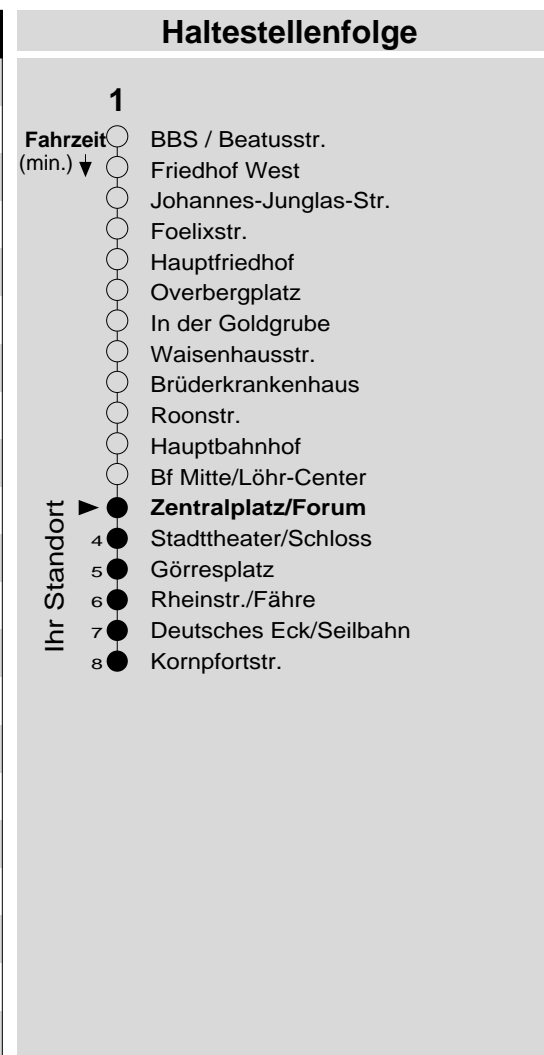 Haltestellenfolge
1
Fahrzeit
(min.)
BBS / Beatusstr.
Friedhof West
Johannes-Junglas-Str.
Foelixstr.
Hauptfriedhof
Overbergplatz
In der Goldgrube
Waisenhausstr.
Brüderkrankenhaus
Roonstr.
Hauptbahnhof
Bf Mitte/Löhr-Center
Ihr Standort
Zentralplatz/Forum
4 Stadttheater/Schloss
5 Görresplatz
6 Rheinstr./Fähre
7 Deutsches Eck/Seilbahn
8 Kornpfortstr.